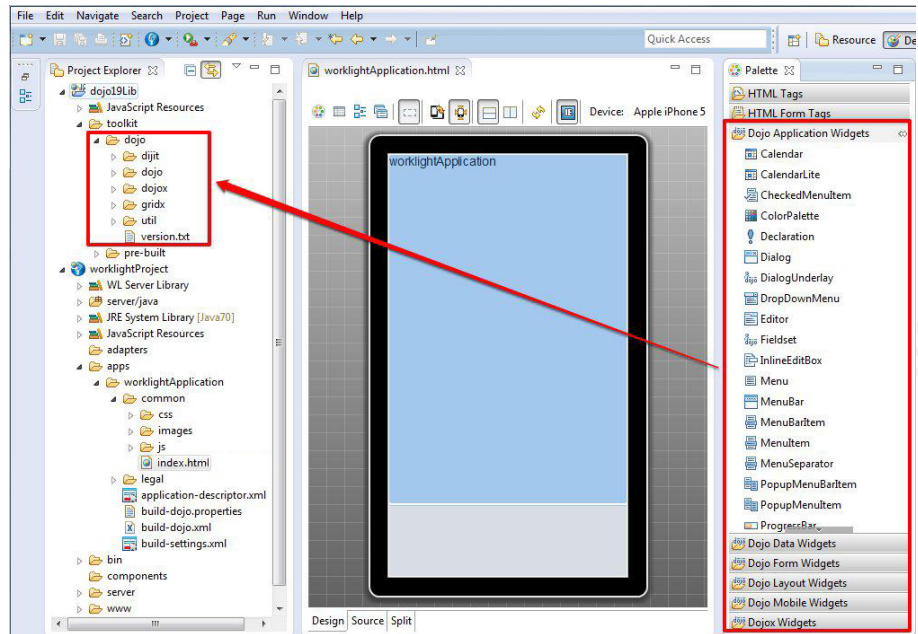 File Edit Navigate Search Project Page Run Window Help
Quick Access
Resource
De
Project Explorer
dojo19Lib
JavaScript Resources
toolkit
dojo
dijit
dojo
dojox
gridx
util
version.txt
pre-built
worklightProject
WL Server Library
server/java
JRE System Library [Java70]
JavaScript Resources
adapters
apps
worklightApplication
common
css
images
js
index.html
legal
application-descriptor.xml
build-dojo.properties
build-dojo.xml
build-settings.xml
bin
components
server
www
worklightApplication.html
Device: Apple iPhone 5
worklightApplication
Design Source Split
Palette
HTML Tags
HTML Form Tags
Dojo Application Widgets
Calendar
CalendarLite
CheckedMenuItem
ColorPalette
Declaration
Dialog
DialogUnderlay
DropDownMenu
Editor
Fieldset
InlineEditBox
Menu
MenuBar
MenuBarItem
MenuItem
MenuSeparator
PopupMenuBarItem
PopupMenuItem
ProgressBar
Dojo Data Widgets
Dojo Form Widgets
Dojo Layout Widgets
Dojo Mobile Widgets
Dojox Widgets